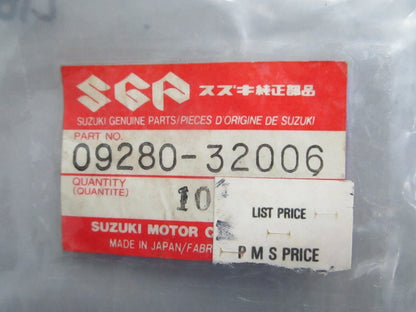 SGP スズキ純正部品
SUZUKI GENUINE PARTS/PIECES D'ORIGINE DE SUZUKI
PART NO.
09280-32006
QUANTITY
(QUANTITE)
10
LIST PRICE
SUZUKI MOTOR C
P M S PRICE
MADE IN JAPAN/FABR